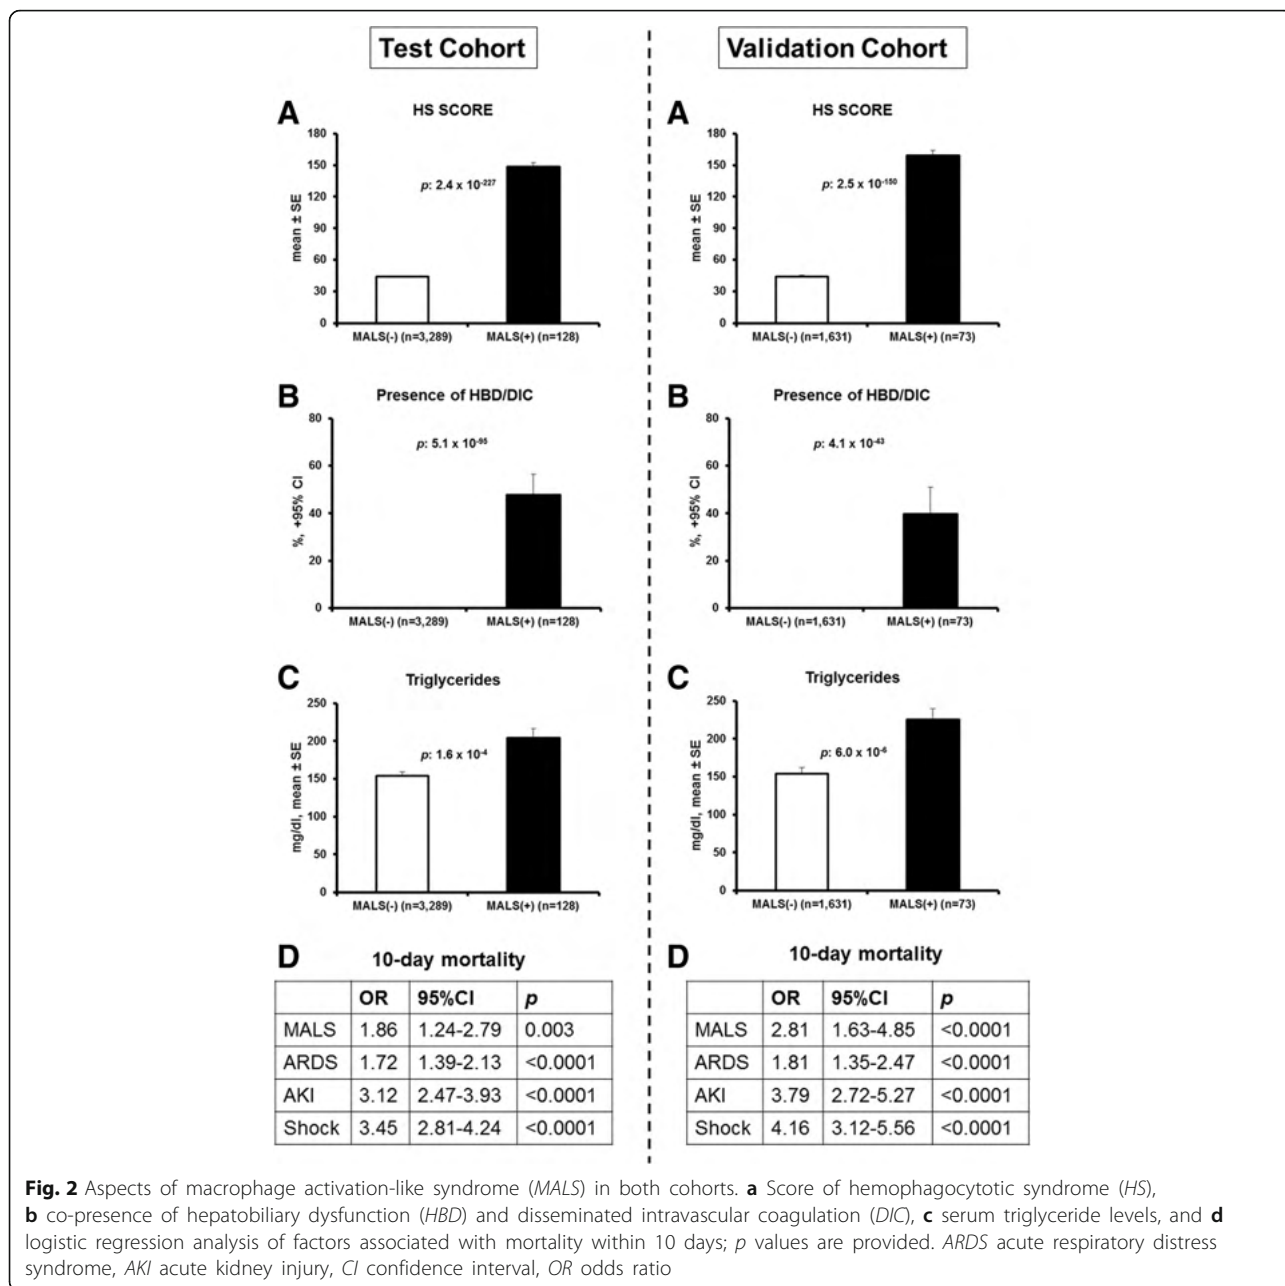 Test Cohort
A
HS SCORE
180
150
120
90
60
30
0
mean ± SE
p: 2.4 x 10-227
MALS(-) (n=3,289) MALS(+) (n=128)
B
Presence of HBD/DIC
80
60
40
20
0
%, +95% CI
p: 5.1 x 10-95
MALS(-) (n=3,289) MALS(+) (n=128)
C
Triglycerides
250
200
150
100
50
0
mg/dl, mean ± SE
p: 1.6 x 10-4
MALS(-) (n=3,289) MALS(+) (n=128)
D
10-day mortality
OR 95%CI p
MALS 1.86 1.24-2.79 0.003
ARDS 1.72 1.39-2.13 <0.0001
AKI 3.12 2.47-3.93 <0.0001
Shock 3.45 2.81-4.24 <0.0001
Validation Cohort
A
HS SCORE
180
150
120
90
60
30
0
mean ± SE
p: 2.5 x 10-150
MALS(-) (n=1,631) MALS(+) (n=73)
B
Presence of HBD/DIC
80
60
40
20
0
%, +95% CI
p: 4.1 x 10-43
MALS(-) (n=1,631) MALS(+) (n=73)
C
Triglycerides
250
200
150
100
50
0
mg/dl, mean ± SE
p: 6.0 x 10-6
MALS(-) (n=1,631) MALS(+) (n=73)
D
10-day mortality
OR 95%CI p
MALS 2.81 1.63-4.85 <0.0001
ARDS 1.81 1.35-2.47 <0.0001
AKI 3.79 2.72-5.27 <0.0001
Shock 4.16 3.12-5.56 <0.0001
Fig. 2 Aspects of macrophage activation-like syndrome (MALS) in both cohorts. a Score of hemophagocytotic syndrome (HS),
b co-presence of hepatobiliary dysfunction (HBD) and disseminated intravascular coagulation (DIC), c serum triglyceride levels, and d
logistic regression analysis of factors associated with mortality within 10 days; p values are provided. ARDS acute respiratory distress
syndrome, AKI acute kidney injury, CI confidence interval, OR odds ratio